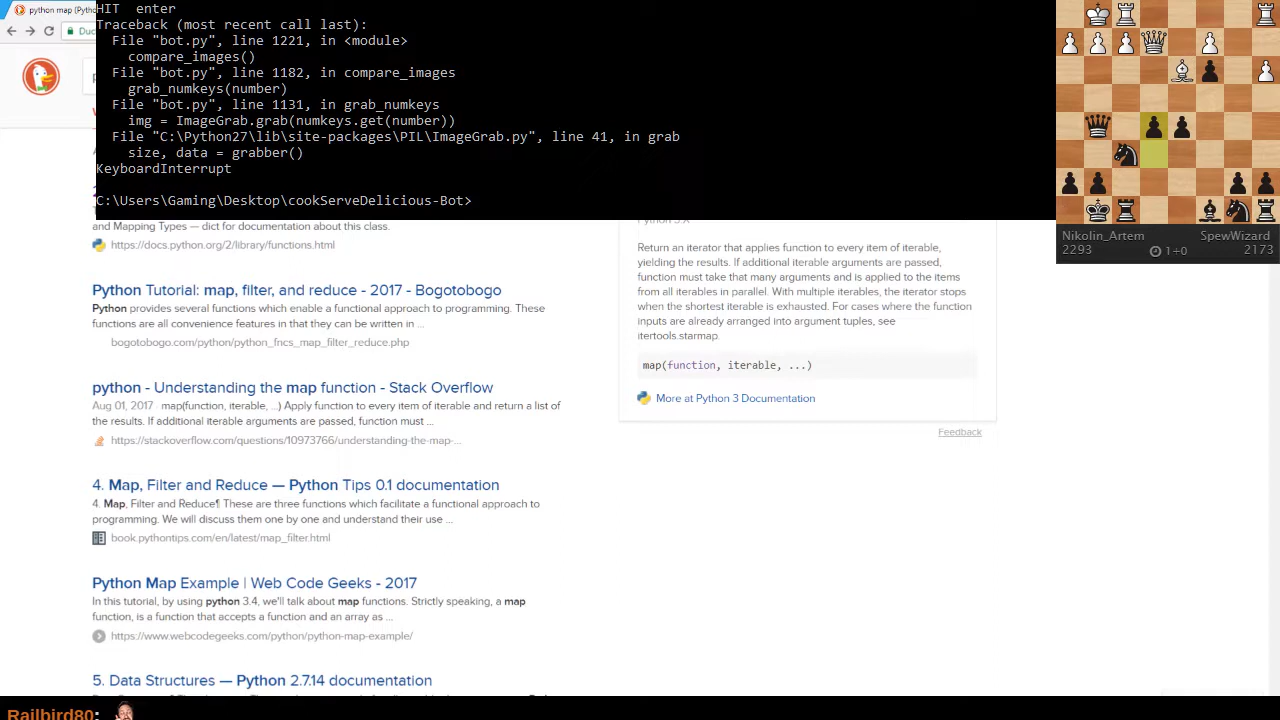 HIT  enter
Traceback (most recent call last):
File "bot.py", line 1221, in <module>
compare_images()
File "bot.py", line 1182, in compare_images
grab_numkeys(number)
File "bot.py", line 1131, in grab_numkeys
img = ImageGrab.grab(numkeys.get(number))
File "C:\Python27\lib\site-packages\PIL\ImageGrab.py", line 41, in grab
size, data = grabber()
KeyboardInterrupt
C:\Users\Gaming\Desktop\cookServeDelicious-Bot>
python map
Duc
and Mapping Types — dict for documentation about this class.
https://docs.python.org/2/library/functions.html
Python Tutorial: map, filter, and reduce - 2017 - Bogotobogo
Python provides several functions which enable a functional approach to programming. These
functions are all convenience features in that they can be written in ...
bogotobogo.com/python/python_fncs_map_filter_reduce.php
python - Understanding the map function - Stack Overflow
Aug 01, 2017 · map(function, iterable, ...) Apply function to every item of iterable and return a list of
the results. If additional iterable arguments are passed, function must ...
https://stackoverflow.com/questions/10973766/understanding-the-map-...
4. Map, Filter and Reduce — Python Tips 0.1 documentation
4. Map, Filter and Reduce¶ These are three functions which facilitate a functional approach to
programming. We will discuss them one by one and understand their use ...
book.pythontips.com/en/latest/map_filter.html
Python Map Example | Web Code Geeks - 2017
In this tutorial, by using python 3.4, we'll talk about map functions. Strictly speaking, a map
function, is a function that accepts a function and an array as ...
https://www.webcodegeeks.com/python/python-map-example/
5. Data Structures — Python 2.7.14 documentation
Python 3.x
Return an iterator that applies function to every item of iterable,
yielding the results. If additional iterable arguments are passed,
function must take that many arguments and is applied to the items
from all iterables in parallel. With multiple iterables, the iterator stops
when the shortest iterable is exhausted. For cases where the function
inputs are already arranged into argument tuples, see
itertools.starmap.
map(function, iterable, ...)
More at Python 3 Documentation
Feedback
Nikolin_Artem SpewWizard
2293 1+0 2173
Railbird80: